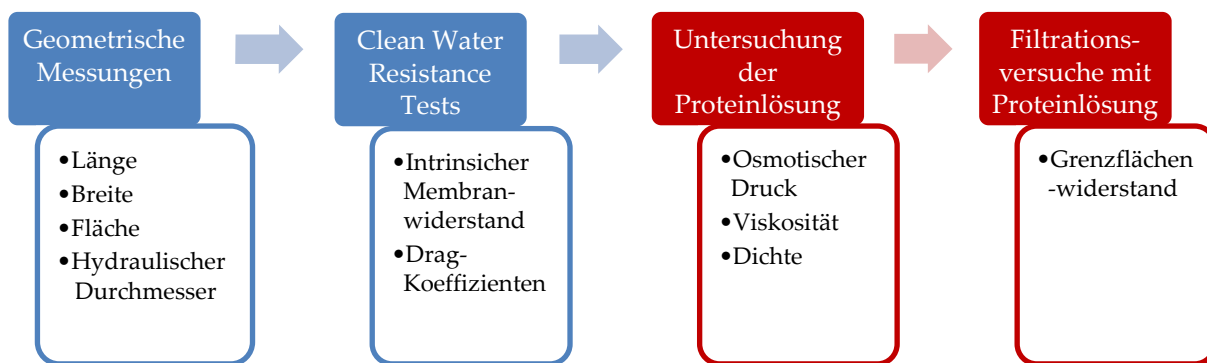 Geometrische
Messungen
•Länge
•Breite
•Fläche
•Hydraulischer
Durchmesser
Clean Water
Resistance
Tests
•Intrinsicher
Membran-
widerstand
•Drag-
Koeffizienten
Untersuchung
der
Proteinlösung
•Osmotischer
Druck
•Viskosität
•Dichte
Filtrations-
versuche mit
Proteinlösung
•Grenzflächen
-widerstand